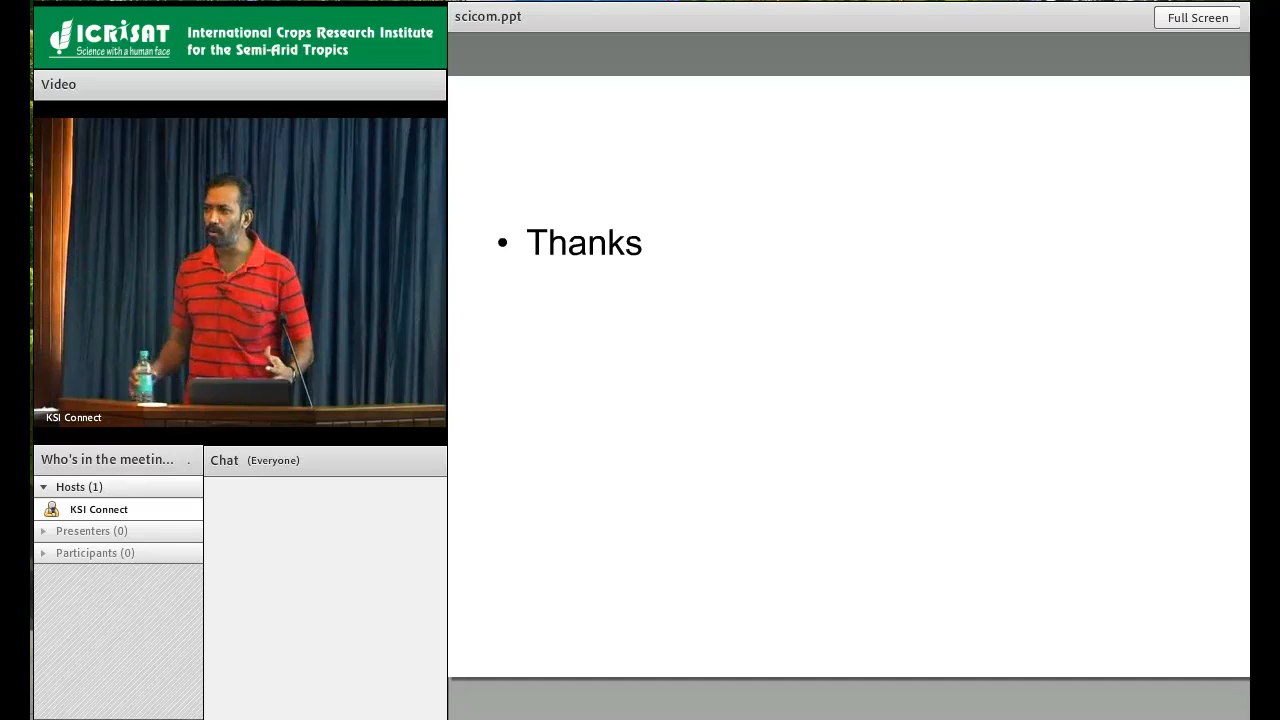 ICRISAT
Science with a human face
International Crops Research Institute
for the Semi-Arid Tropics
Video
KSI Connect
Who's in the meetin... .
Hosts (1)
KSI Connect
Presenters (0)
Participants (0)
Chat (Everyone)
scicom.ppt
Full Screen
• Thanks